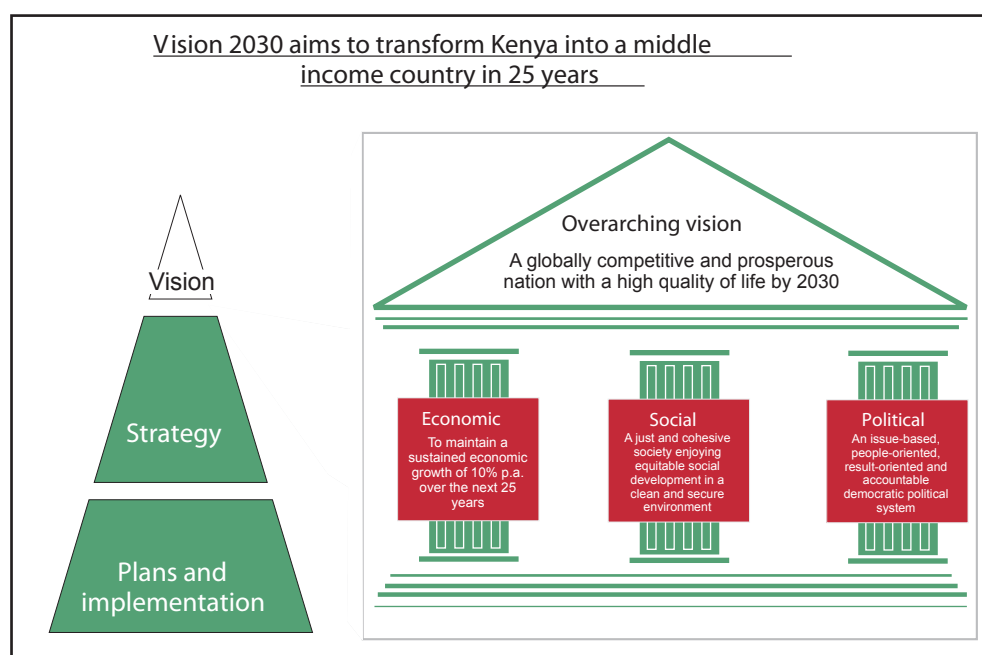 Vision 2030 aims to transform Kenya into a middle
income country in 25 years
Vision
Strategy
Plans and
implementation
Overarching vision
A globally competitive and prosperous
nation with a high quality of life by 2030
Economic
To maintain a
sustained economic
growth of 10% p.a.
over the next 25
years
Social
A just and cohesive
society enjoying
equitable social
development in a
clean and secure
environment
Political
An issue-based,
people-oriented,
result-oriented and
accountable
democratic political
system